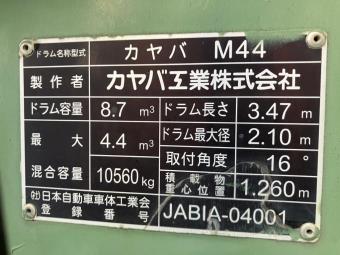 ドラム名称型式 カヤバ M44
製作者 カヤバ工業株式会社
ドラム容量 8.7 m3 ドラム長さ 3.47 m
最大 4.4 m3 ドラム最大径 2.10 m
混合容量 10560 kg 取付角度 16 °
積載物重心位置 1.260 m
(社)日本自動車車体工業会
登録番号 JABIA-04001